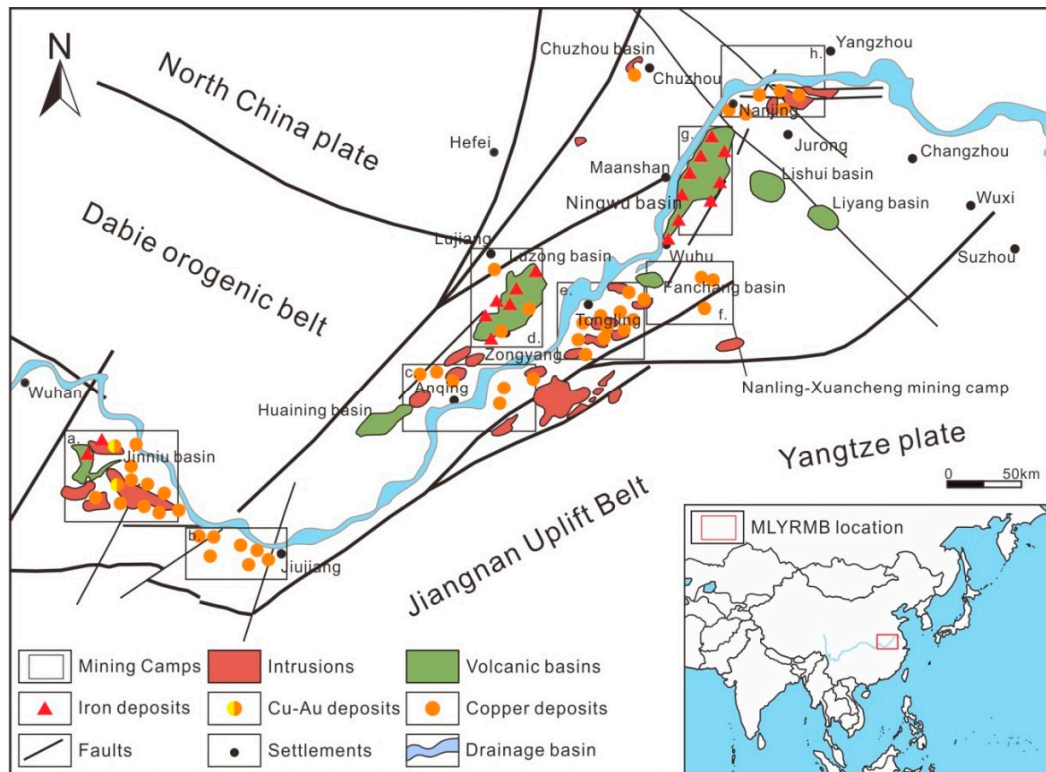 N
North China plate
Dabie orogenic belt
Chuzhou basin
Chuzhou
Yangzhou
h.
Nanjing
Jurong
Changzhou
Wuxi
Suzhou
Hefei
Maanshan
g.
Ningwu basin
Lishui basin
Liyang basin
Lujiang
Luzong basin
Wuhu
Fanchang basin
e.
f.
Tongling
d.
Zongyang
c.
Anqing
Huaining basin
Nanling-Xuancheng mining camp
Wuhan
a.
Jinniu basin
b.
Jiujiang
Yangtze plate
Jiangnan Uplift Belt
0 50km
MLYRMB location
Mining Camps
Intrusions
Volcanic basins
Iron deposits
Cu-Au deposits
Copper deposits
Faults
Settlements
Drainage basin